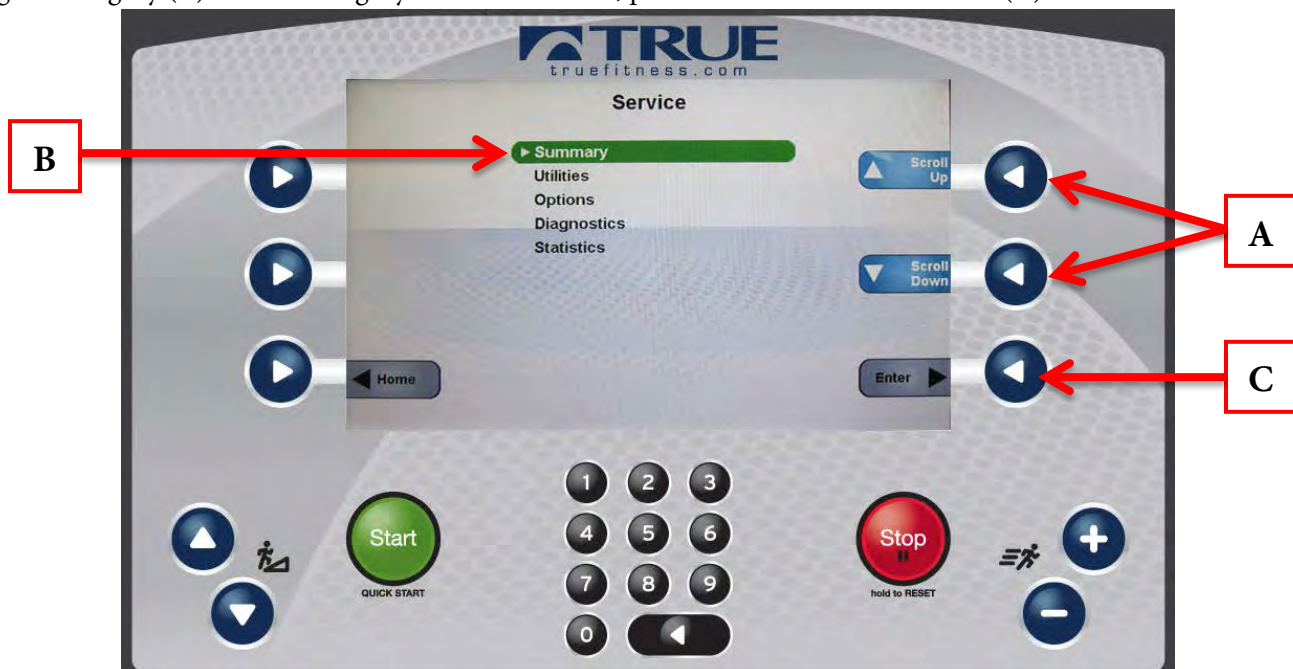 TRUE
truefitness.com
Service
B
Summary
Utilities
Options
Diagnostics
Statistics
Scroll
Up
A
Scroll
Down
Home
Enter
C
1 2 3
4 5 6
7 8 9
0
Start
QUICK START
Stop
hold to RESET